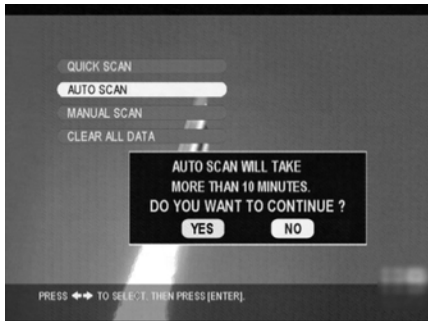 QUICK SCAN
AUTO SCAN
MANUAL SCAN
CLEAR ALL DATA
AUTO SCAN WILL TAKE
MORE THAN 10 MINUTES.
DO YOU WANT TO CONTINUE ?
YES NO
PRESS ⬅➡ TO SELECT. THEN PRESS [ENTER].